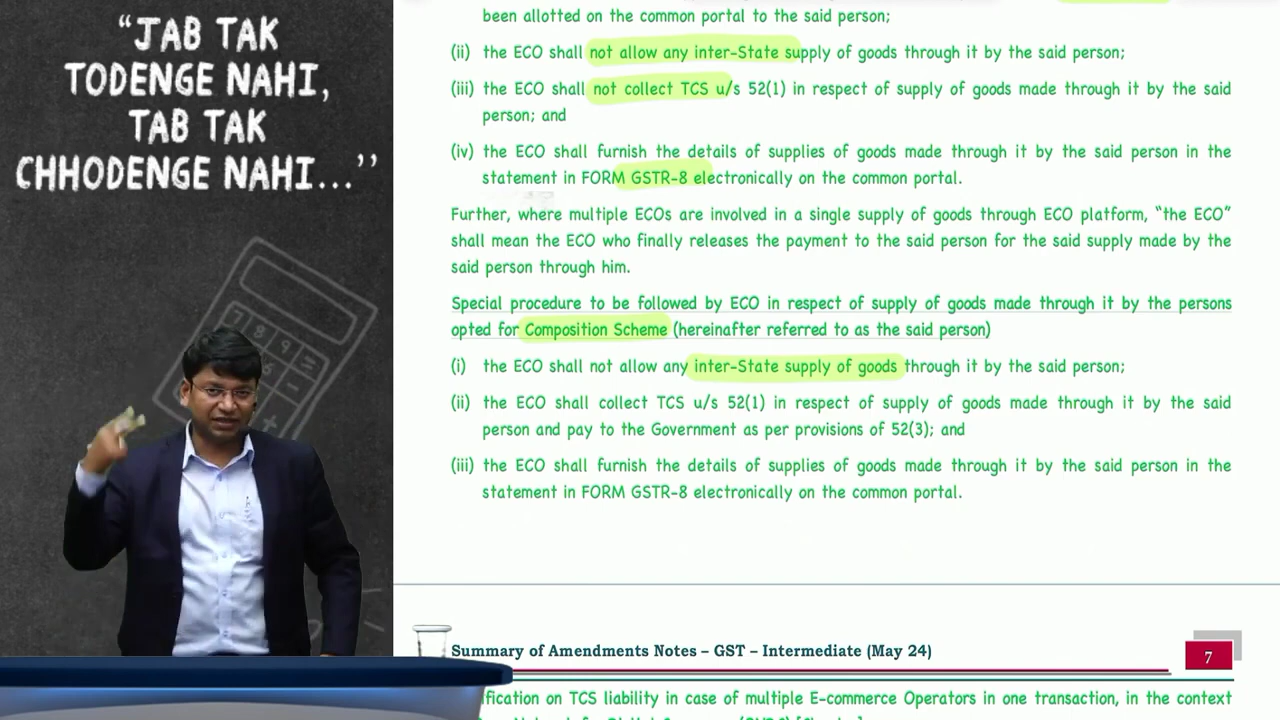 “JAB TAK
TODENGE NAHI,
TAB TAK
CHHODENGE NAHI...’’
been allotted on the common portal to the said person;
(ii) the ECO shall not allow any inter-State supply of goods through it by the said person;
(iii) the ECO shall not collect TCS u/s 52(1) in respect of supply of goods made through it by the said
person; and
(iv) the ECO shall furnish the details of supplies of goods made through it by the said person in the
statement in FORM GSTR-8 electronically on the common portal.
Further, where multiple ECOs are involved in a single supply of goods through ECO platform, “the ECO”
shall mean the ECO who finally releases the payment to the said person for the said supply made by the
said person through him.
Special procedure to be followed by ECO in respect of supply of goods made through it by the persons
opted for Composition Scheme (hereinafter referred to as the said person)
(i) the ECO shall not allow any inter-State supply of goods through it by the said person;
(ii) the ECO shall collect TCS u/s 52(1) in respect of supply of goods made through it by the said
person and pay to the Government as per provisions of 52(3); and
(iii) the ECO shall furnish the details of supplies of goods made through it by the said person in the
statement in FORM GSTR-8 electronically on the common portal.
Summary of Amendments Notes – GST – Intermediate (May 24)
7
on TCS liability in case of multiple E-commerce Operators in one transaction, in the context